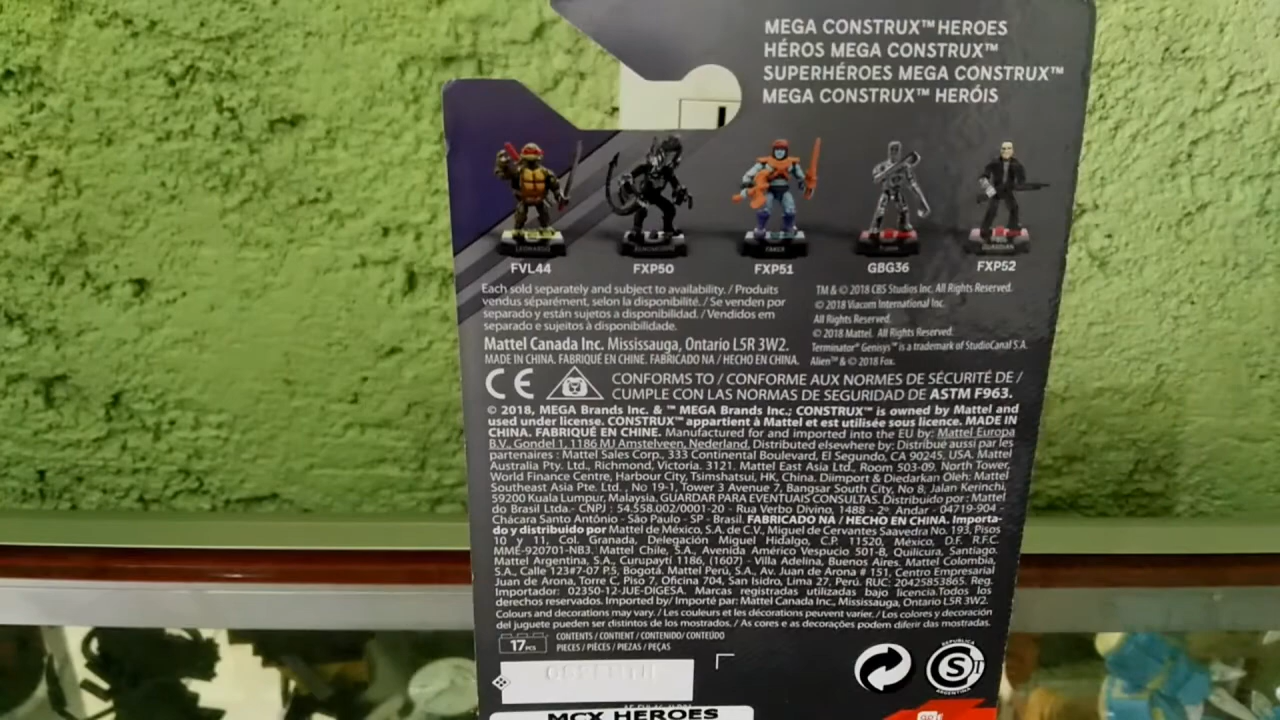 MEGA CONSTRUX™ HEROES
HÉROS MEGA CONSTRUX™
SUPERHÉROES MEGA CONSTRUX™
MEGA CONSTRUX™ HERÓIS
LEONARDO
FAKER
GUARDIAN
FVL44
FXP50
FXP51
GBG36
FXP52
Each sold separately and subject to availability. / Produits
vendus séparément, selon la disponibilité. / Se venden por
separado y están sujetos a disponibilidad. / Vendidos em
separado e sujeitos à disponibilidade.
TM & © 2018 CBS Studios Inc. All Rights Reserved.
© 2018 Viacom International Inc.
All Rights Reserved.
© 2018 Mattel. All Rights Reserved.
Terminator® Genisys™ is a trademark of StudioCanal S.A.
Alien™ & © 2018 Fox.
Mattel Canada Inc. Mississauga, Ontario L5R 3W2.
MADE IN CHINA. FABRIQUÉ EN CHINE. FABRICADO NA / HECHO EN CHINA.
CE
CONFORMS TO / CONFORME AUX NORMES DE SÉCURITÉ DE /
CUMPLE CON LAS NORMAS DE SEGURIDAD DE ASTM F963.
© 2018, MEGA Brands Inc. & ™ MEGA Brands Inc.; CONSTRUX™ is owned by Mattel and
used under license. CONSTRUX™ appartient à Mattel et est utilisée sous licence. MADE IN
CHINA. FABRIQUÉ EN CHINE. Manufactured for and imported into the EU by: Mattel Europa
B.V., Gondel 1, 1186 MJ Amstelveen, Nederland. Distributed elsewhere by: Distribué aussi par les
partenaires : Mattel Sales Corp., 333 Continental Boulevard, El Segundo, CA 90245, USA. Mattel
Australia Pty. Ltd., Richmond, Victoria. 3121. Mattel East Asia Ltd., Room 503-09, North Tower,
World Finance Centre, Harbour City, Tsimshatsui, HK, China. Diimport & Diedarkan Oleh: Mattel
Southeast Asia Pte. Ltd. , No 19-1, Tower 3 Avenue 7, Bangsar South City, No 8, Jalan Kerinchi,
59200 Kuala Lumpur, Malaysia. GUARDAR PARA EVENTUAIS CONSULTAS. Distribuido por : Mattel
do Brasil Ltda.- CNPJ : 54.558.002/0001-20 - Rua Verbo Divino, 1488 - 2º. Andar - 04719-904 -
Chácara Santo Antônio - São Paulo - SP - Brasil. FABRICADO NA / HECHO EN CHINA. Importa-
do y distribuido por Mattel de México, S.A. de C.V., Miguel de Cervantes Saavedra No. 193, Pisos
10 y 11, Col. Granada, Delegación Miguel Hidalgo, C.P. 11520, México, D.F. R.F.C.
MME-920701-NB3. Mattel Chile, S.A., Avenida Américo Vespucio 501-B, Quilicura, Santiago.
Mattel Argentina, S.A., Curupaytí 1186, (1607) - Villa Adelina, Buenos Aires. Mattel Colombia,
S.A., Calle 123#7-07 P.5, Bogotá. Mattel Perú, S.A., Av. Juan de Arona # 151, Centro Empresarial
Juan de Arona, Torre C, Piso 7, Oficina 704, San Isidro, Lima 27, Perú. RUC: 20425853865. Reg.
Importador: 02350-12-JUE-DIGESA. Marcas registradas utilizadas bajo licencia.Todos los
derechos reservados. Imported by/ Importé par: Mattel Canada Inc., Mississauga, Ontario L5R 3W2.
Colours and decorations may vary. / Les couleurs et les décorations peuvent varier. / Los colores y decoración
del juguete pueden ser distintos de los mostrados. / As cores e as decorações podem diferir das mostradas.
17PCS
CONTENTS / CONTENT / CONTENIDO / CONTEÚDO
PIECES / PIÈCES / PIEZAS / PEÇAS
REPUBLICA
S
ARGENTINA
MCX HEROES